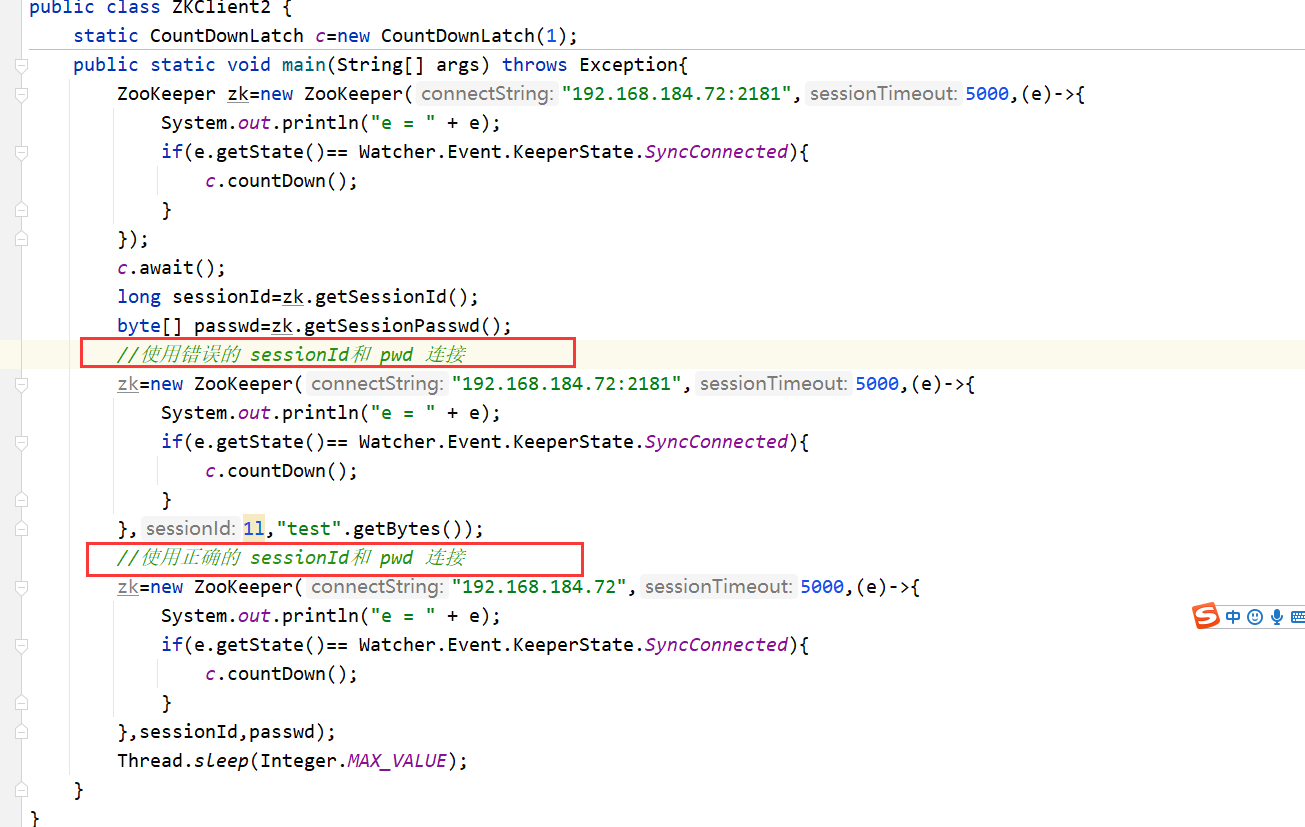 public class ZKClient2 {
    static CountDownLatch c=new CountDownLatch(1);
    public static void main(String[] args) throws Exception{
        ZooKeeper zk=new ZooKeeper( connectString: "192.168.184.72:2181", sessionTimeout: 5000,(e)->{
            System.out.println("e = " + e);
            if(e.getState()== Watcher.Event.KeeperState.SyncConnected){
                c.countDown();
            }
        });
        c.await();
        long sessionId=zk.getSessionId();
        byte[] passwd=zk.getSessionPasswd();
        //使用错误的 sessionId和 pwd 连接
        zk=new ZooKeeper( connectString: "192.168.184.72:2181", sessionTimeout: 5000,(e)->{
            System.out.println("e = " + e);
            if(e.getState()== Watcher.Event.KeeperState.SyncConnected){
                c.countDown();
            }
        }, sessionId: 1l,"test".getBytes());
        //使用正确的 sessionId和 pwd 连接
        zk=new ZooKeeper( connectString: "192.168.184.72", sessionTimeout: 5000,(e)->{
            System.out.println("e = " + e);
            if(e.getState()== Watcher.Event.KeeperState.SyncConnected){
                c.countDown();
            }
        },sessionId,passwd);
        Thread.sleep(Integer.MAX_VALUE);
    }
}
S 中